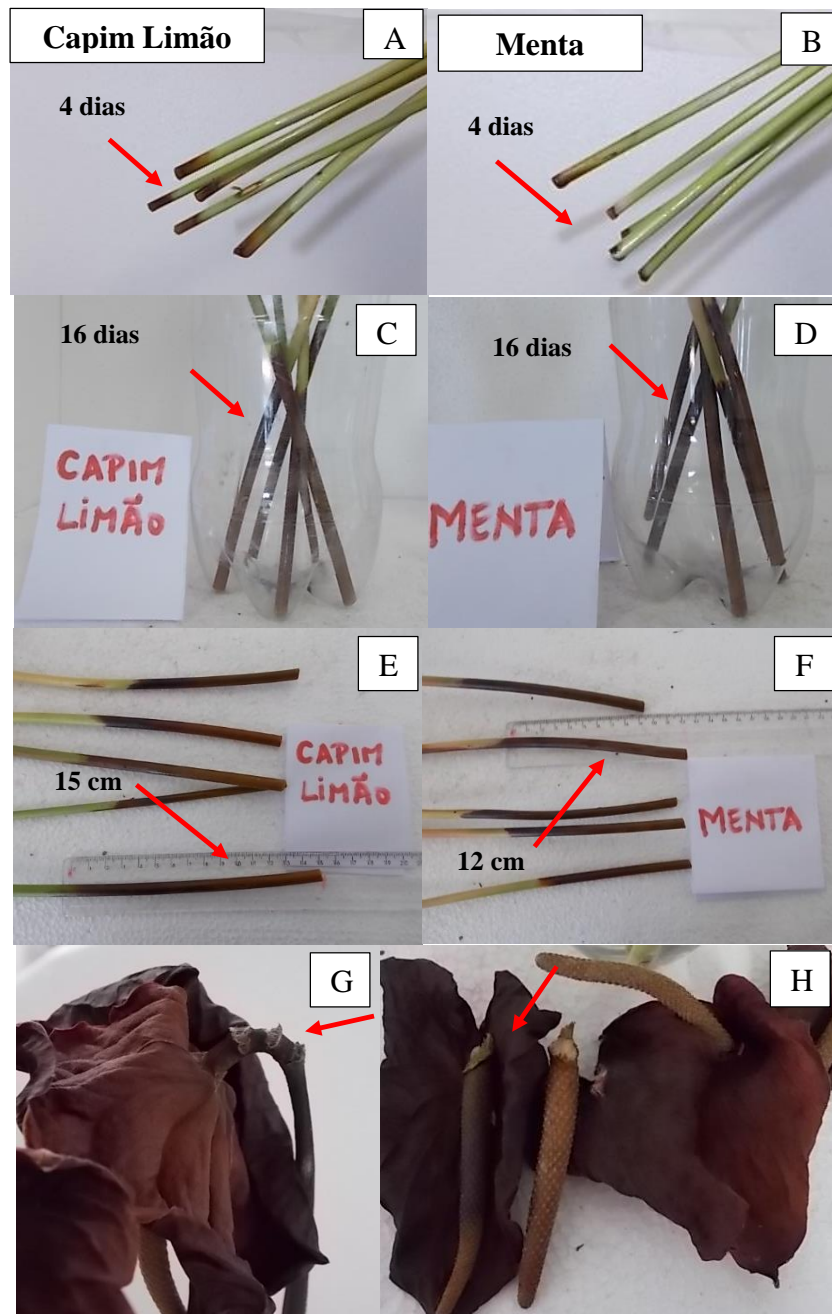 Capim Limão
A
4 dias
Menta
B
4 dias
16 dias
C
CAPIM
LIMÃO
16 dias
D
MENTA
E
CAPIM
LIMÃO
15 cm
F
MENTA
12 cm
G
H